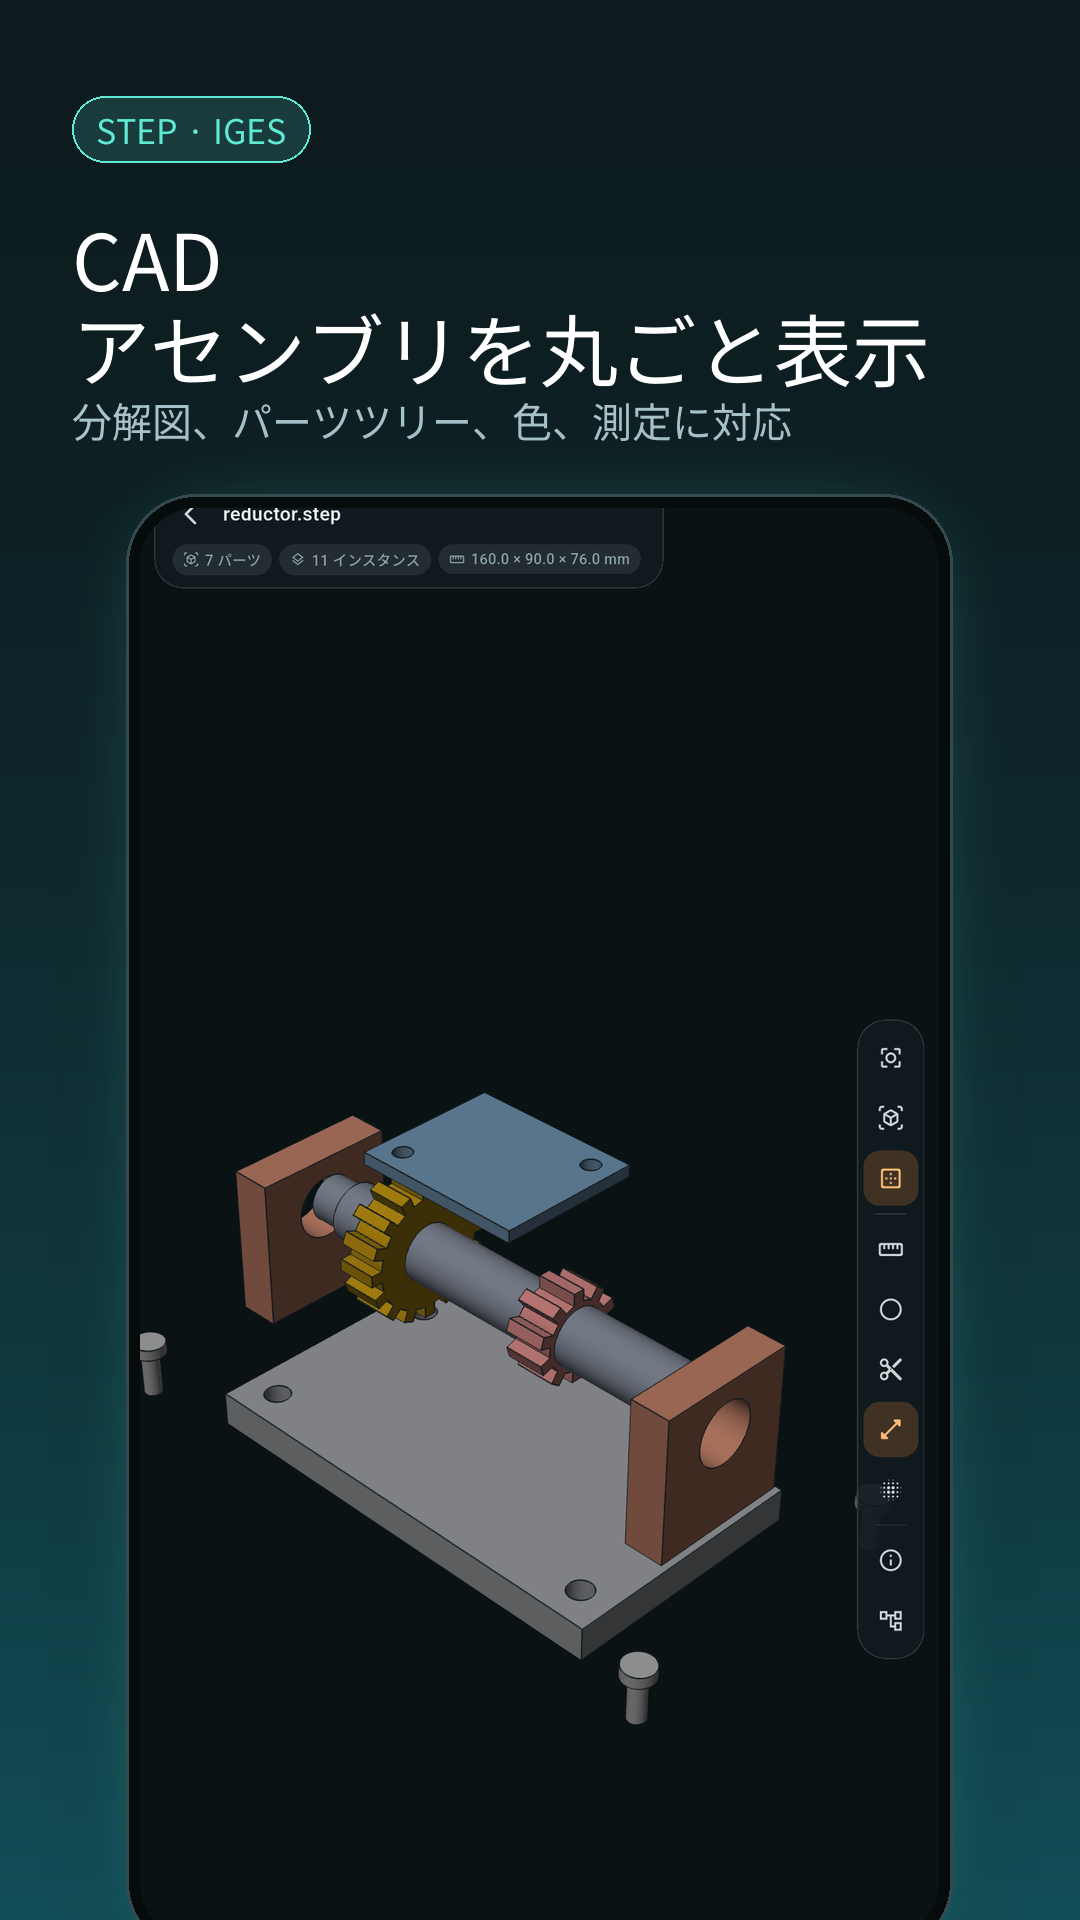 STEP · IGES
CAD
アセンブリを丸ごと表示
分解図、パーツツリー、色、測定に対応
reductor.step
7 パーツ
11 インスタンス
160.0 × 90.0 × 76.0 mm